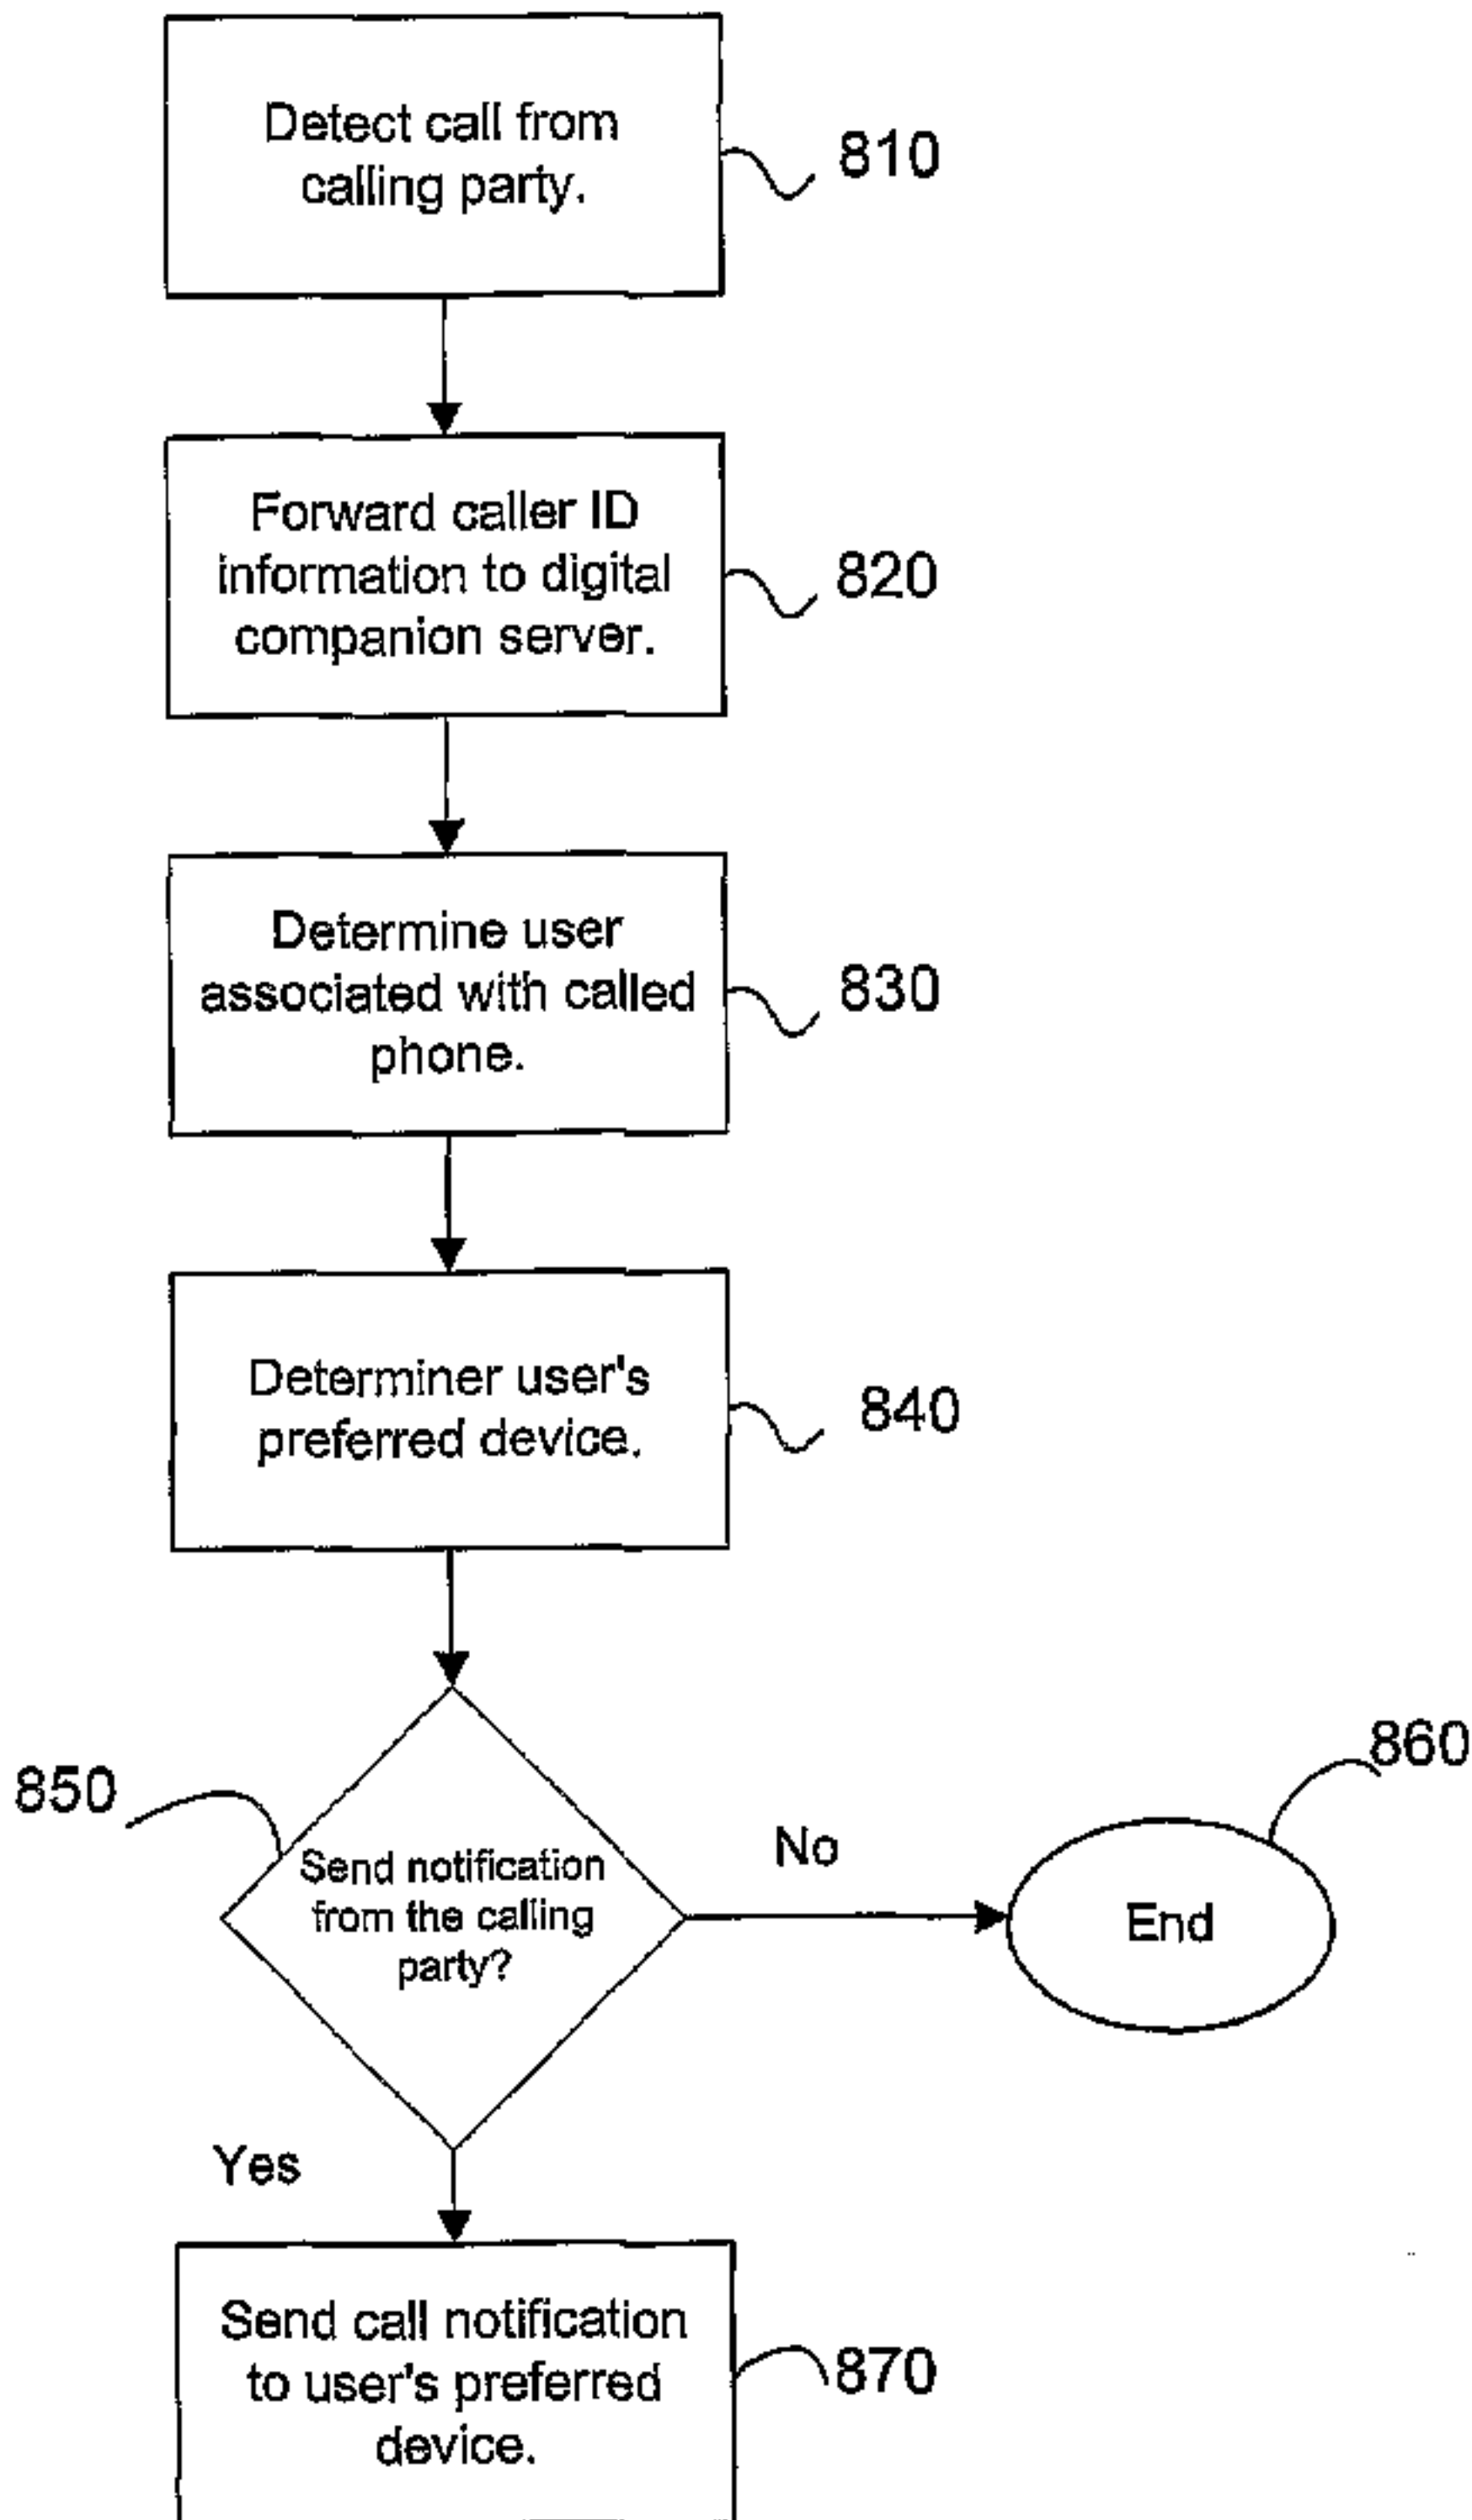 Detect call from
calling party.
810
Forward caller ID
information to digital
companion server.
820
Determine user
associated with called
phone.
830
Determiner user's
preferred device.
840
850
Send notification
from the calling
party?
No
860
End
Yes
Send call notification
to user's preferred
device.
870